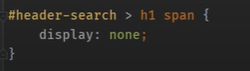 #header-search > h1 span {
    display: none;
}